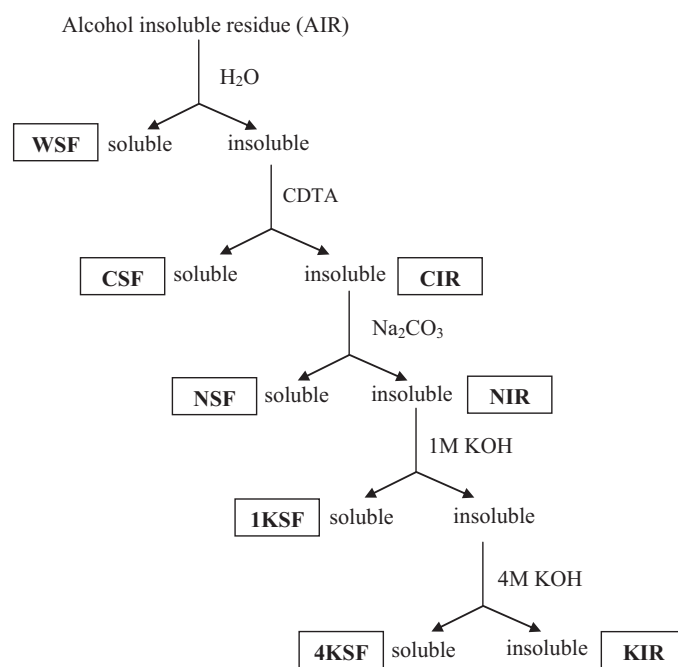 Alcohol insoluble residue (AIR)
H₂O
WSF soluble insoluble
CDTA
CSF soluble insoluble CIR
Na₂CO₃
NSF soluble insoluble NIR
1M KOH
1KSF soluble insoluble
4M KOH
4KSF soluble insoluble KIR